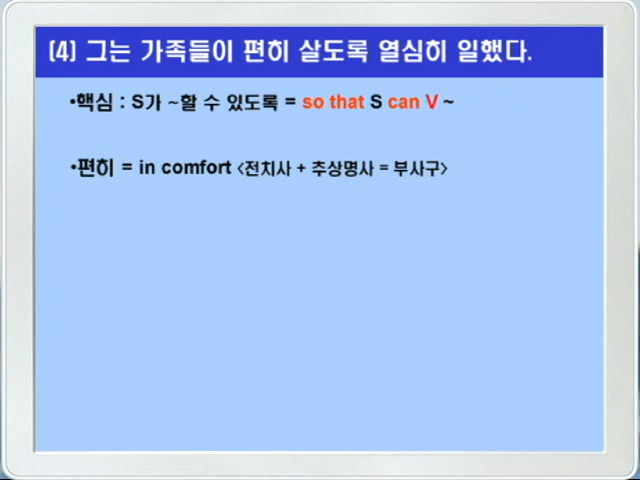 (4) 그는 가족들이 편히 살도록 열심히 일했다.
•핵심 : S가 ~할 수 있도록 = so that S can V ~
•편히 = in comfort <전치사 + 추상명사 = 부사구>